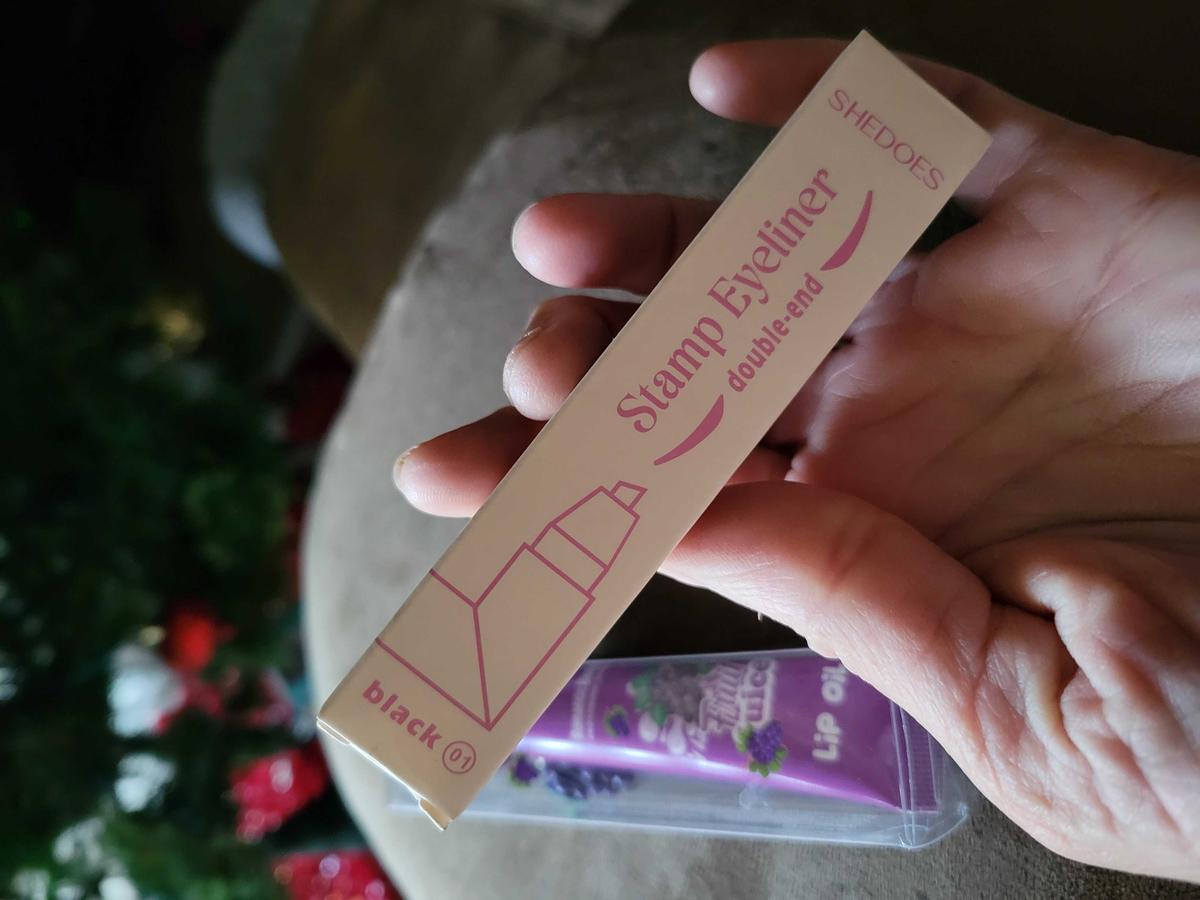 SHEDOES
Stamp Eyeliner
double-end
black 01
Lip Oil